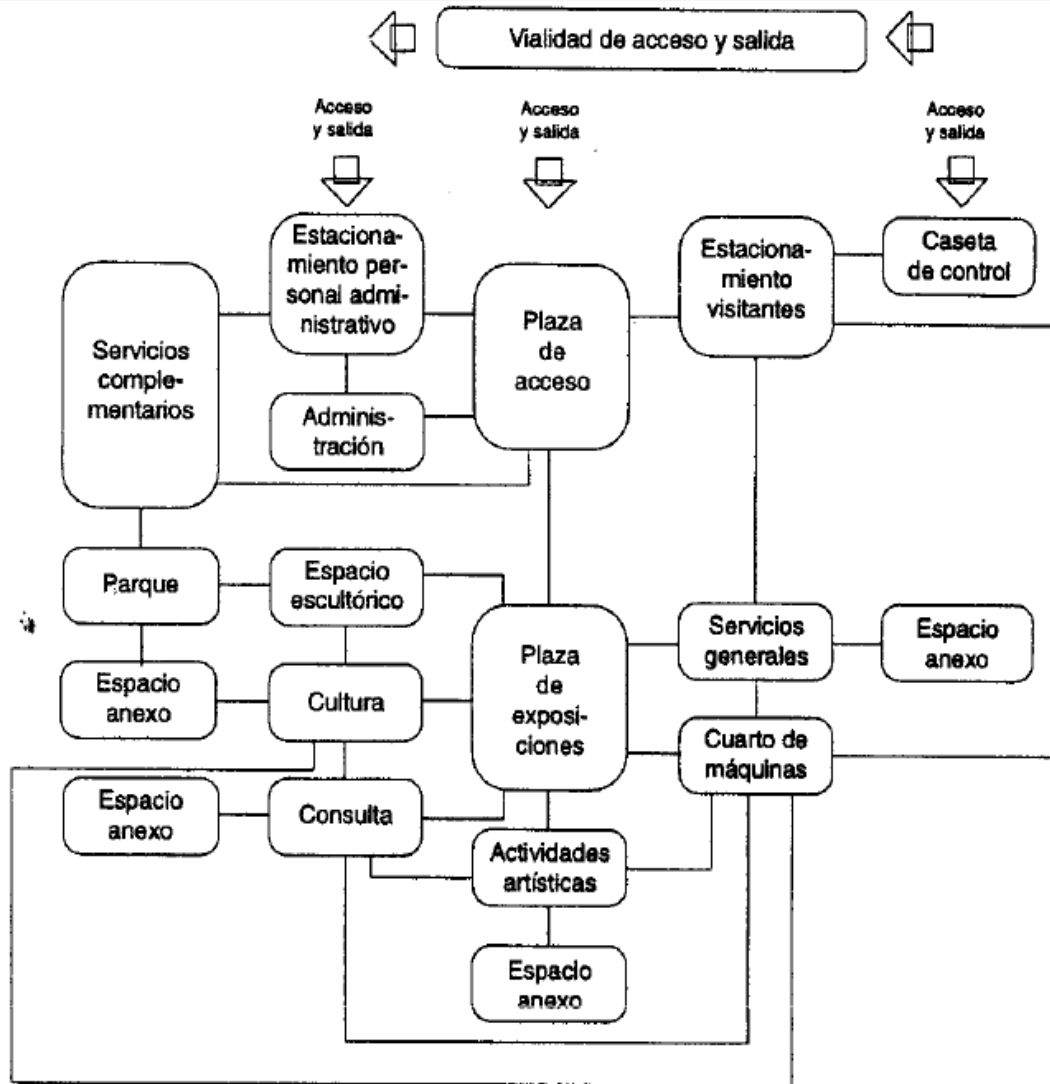 Vialidad de acceso y salida
Acceso
y salida
Acceso
y salida
Acceso
y salida
Estaciona-
miento per-
sonal admi-
nistrativo
Estaciona-
miento
visitantes
Caseta
de control
Plaza
de
acceso
Servicios
comple-
mentarios
Adminis-
tración
Parque
Espacio
escultórico
Servicios
generales
Espacio
anexo
Plaza
de
exposi-
ciones
Espacio
anexo
Cultura
Cuarto de
máquinas
Espacio
anexo
Consulta
Actividades
artísticas
Espacio
anexo